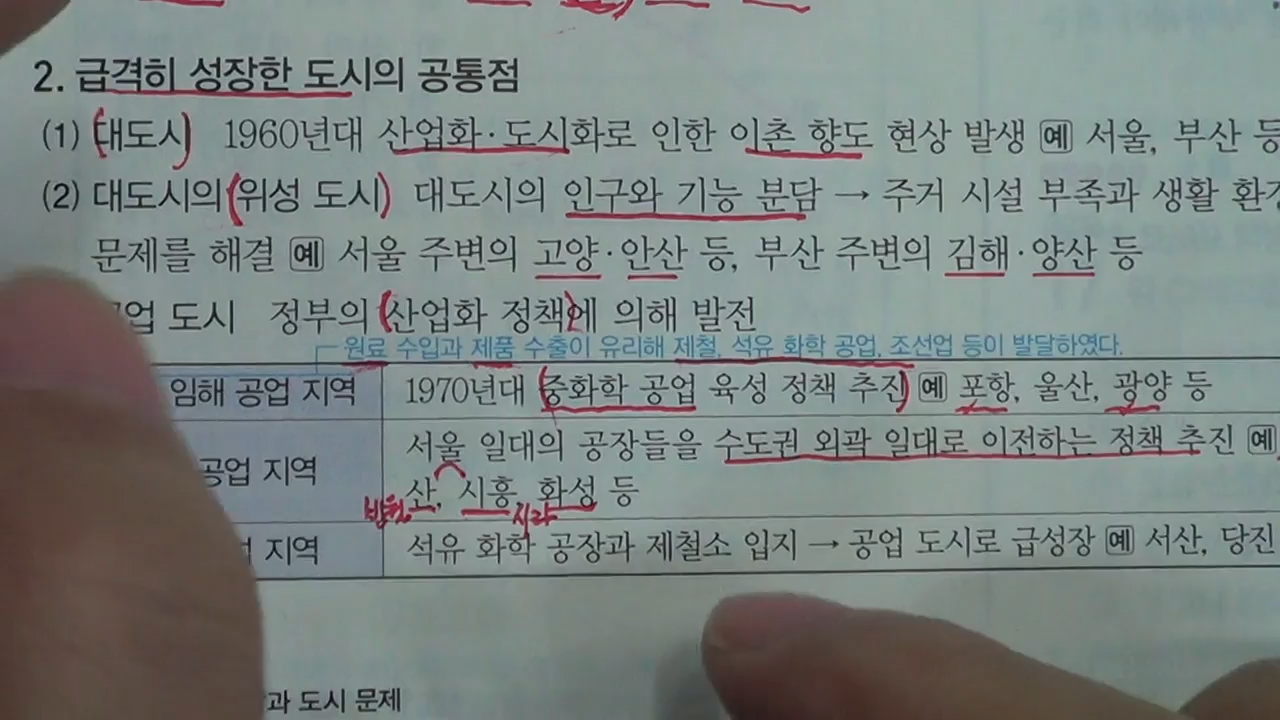 2. 급격히 성장한 도시의 공통점
(1) 대도시 1960년대 산업화·도시화로 인한 이촌 향도 현상 발생 예 서울, 부산 등
(2) 대도시의 위성 도시 대도시의 인구와 기능 분담 → 주거 시설 부족과 생활
문제를 해결 예 서울 주변의 고양·안산 등, 부산 주변의 김해·양산 등
도시 정부의 산업화 정책에 의해 발전
원료 수입과 제품 수출이 유리해 제철, 석유 화학 공업, 조선업 등이 발달하였다.
임해 공업 지역 1970년대 중화학 공업 육성 정책 추진 예 포항, 울산, 광양 등
공업 지역 서울 일대의 공장들을 수도권 외곽 일대로 이전하는 정책 추진 예
산, 시흥, 화성 등
반월 시화
지역 석유 화학 공장과 제철소 입지 → 공업 도시로 급성장 예 서산, 당진
과 도시 문제